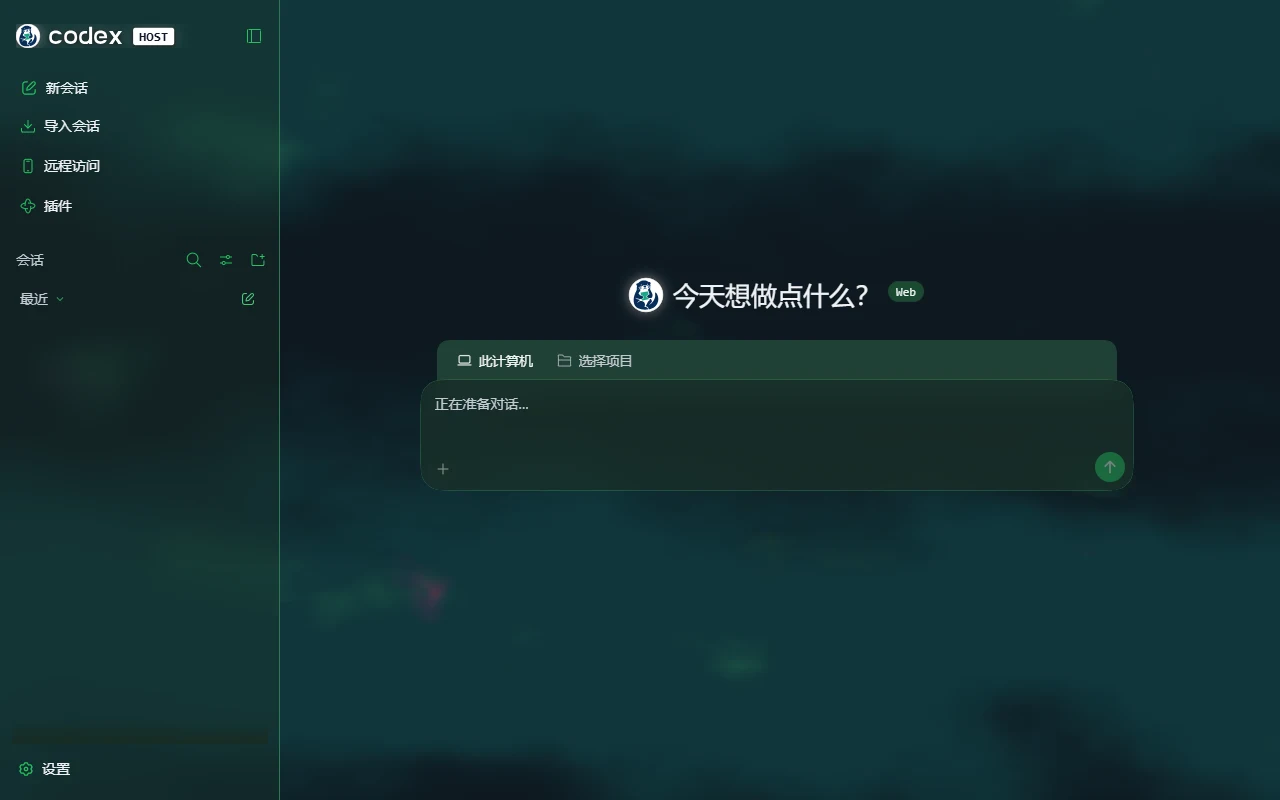 codex HOST
新会话
导入会话
远程访问
插件
会话
最近
今天想做点什么？ Web
此计算机 选择项目
正在准备对话...
设置